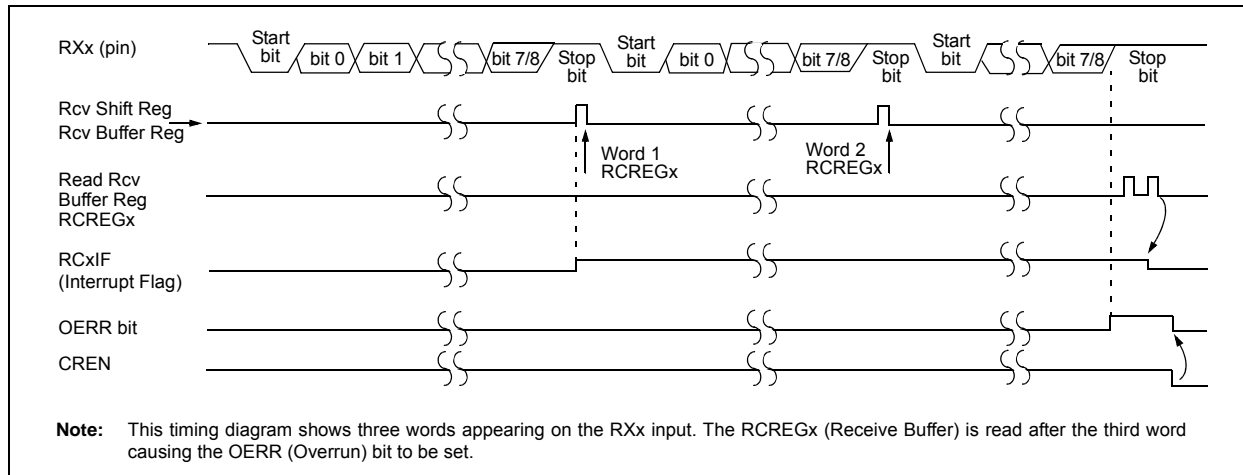 RXx (pin)
Start bit
bit 0
bit 1
bit 7/8
Stop bit
Start bit
bit 0
bit 7/8
Stop bit
Start bit
bit 7/8
Stop bit
Rcv Shift Reg
Rcv Buffer Reg
Word 1
RCREGx
Word 2
RCREGx
Read Rcv
Buffer Reg
RCREGx
RCxIF
(Interrupt Flag)
OERR bit
CREN
Note: This timing diagram shows three words appearing on the RXx input. The RCREGx (Receive Buffer) is read after the third word
causing the OERR (Overrun) bit to be set.